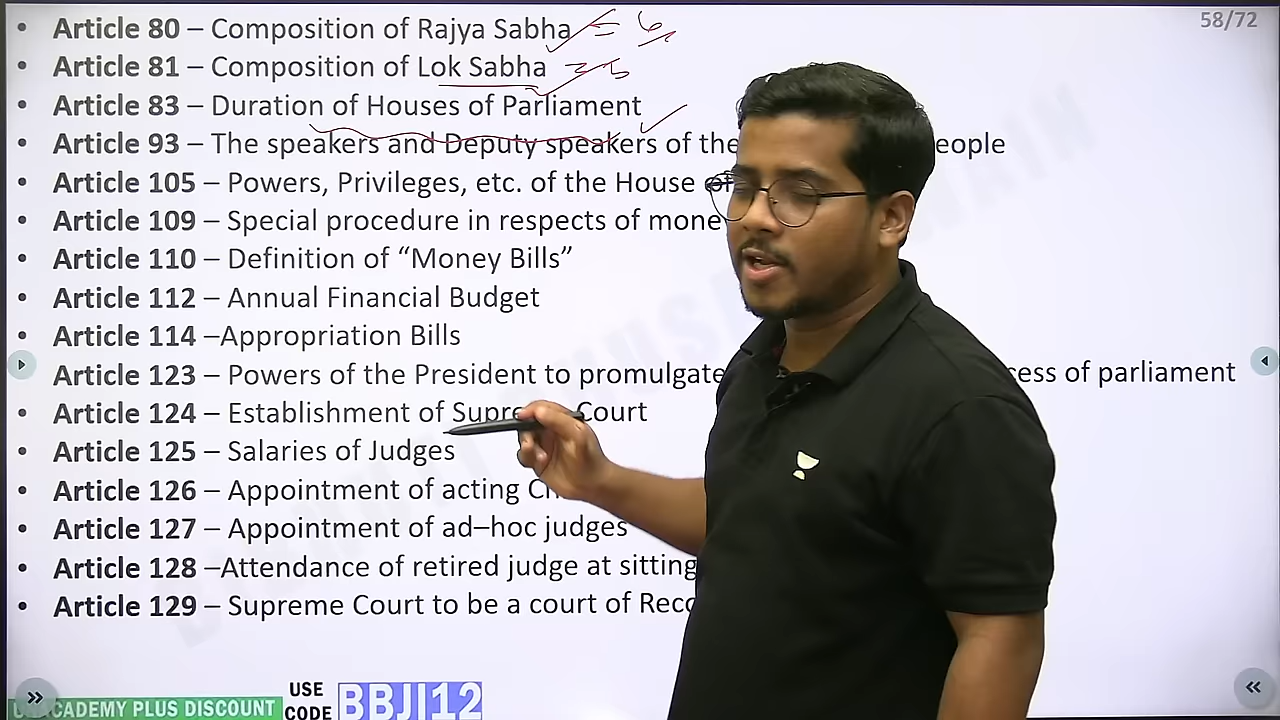 58/72
• Article 80 – Composition of Rajya Sabha
• Article 81 – Composition of Lok Sabha
• Article 83 – Duration of Houses of Parliament
• Article 93 – The speakers and Deputy speakers of the eople
• Article 105 – Powers, Privileges, etc. of the House of
• Article 109 – Special procedure in respects of mone
• Article 110 – Definition of “Money Bills”
• Article 112 – Annual Financial Budget
• Article 114 –Appropriation Bills
• Article 123 – Powers of the President to promulgate cess of parliament
• Article 124 – Establishment of Supre Court
• Article 125 – Salaries of Judges
• Article 126 – Appointment of acting Ch
• Article 127 – Appointment of ad–hoc judges
• Article 128 –Attendance of retired judge at sitting
• Article 129 – Supreme Court to be a court of Reco
CADEMY PLUS DISCOUNT
USE
CODE
BBJI12